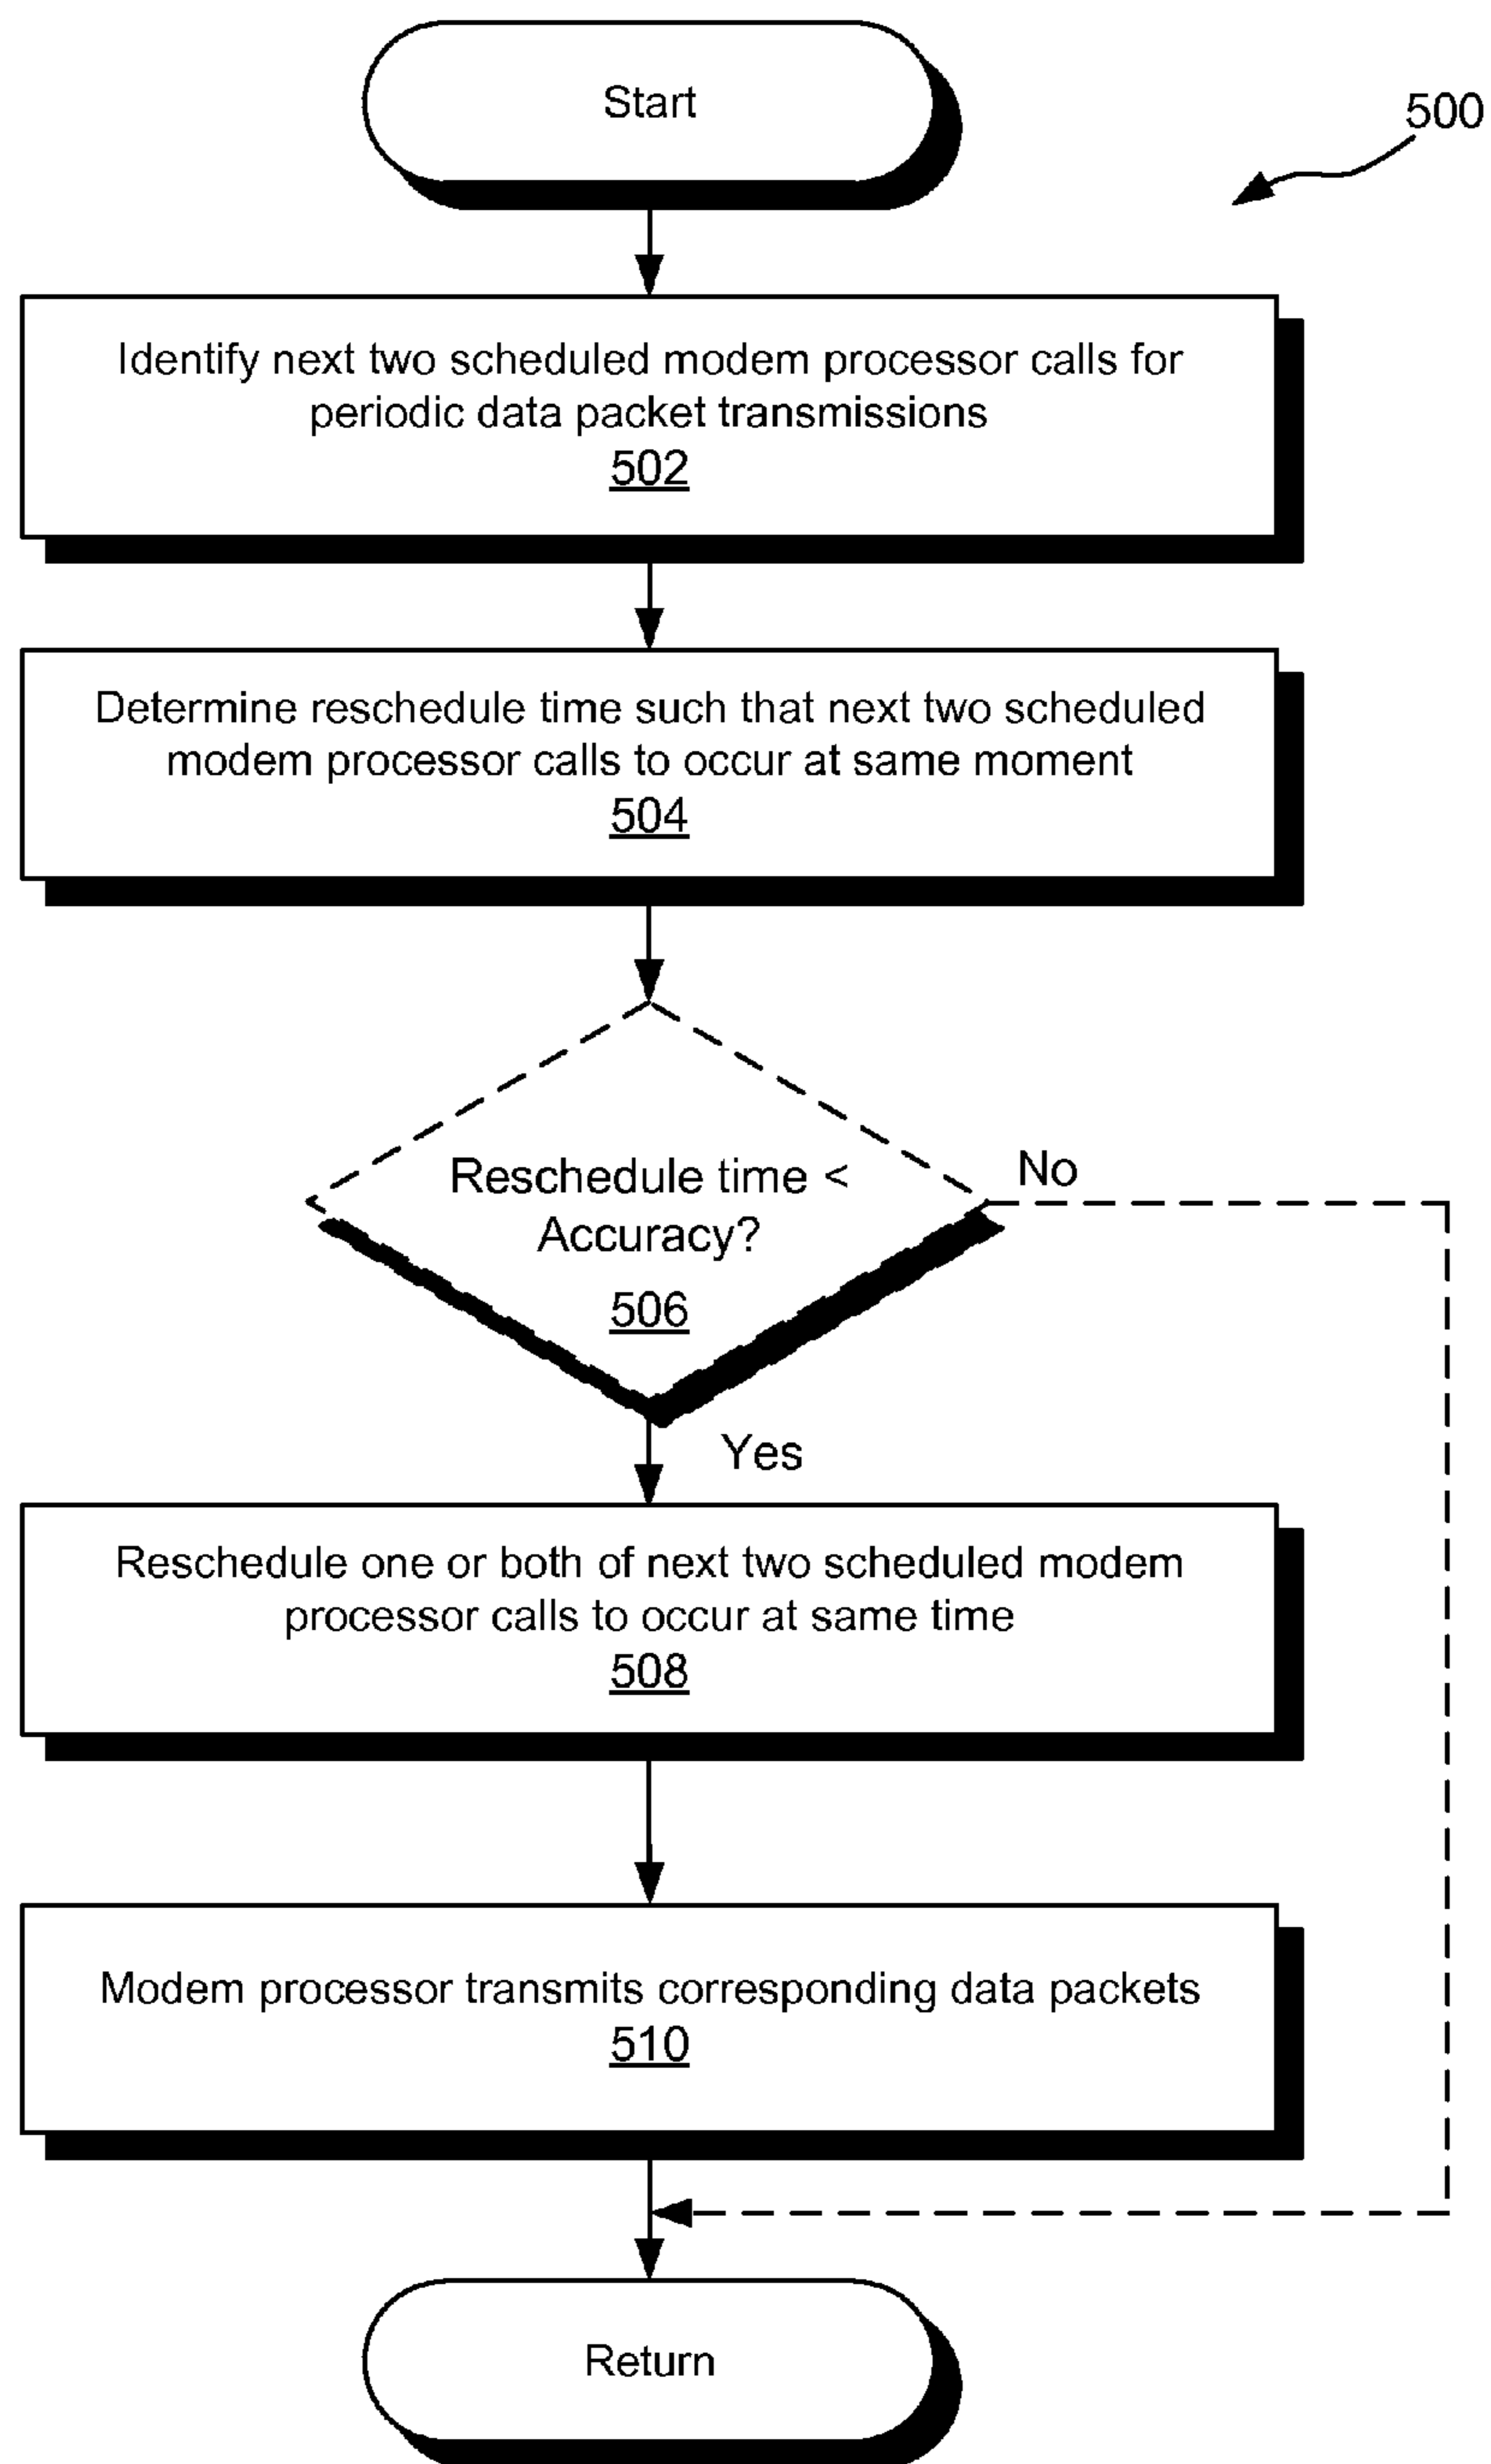 Start
500
Identify next two scheduled modem processor calls for
periodic data packet transmissions
502
Determine reschedule time such that next two scheduled
modem processor calls to occur at same moment
504
Reschedule time <
Accuracy?
506
No
Yes
Reschedule one or both of next two scheduled modem
processor calls to occur at same time
508
Modem processor transmits corresponding data packets
510
Return